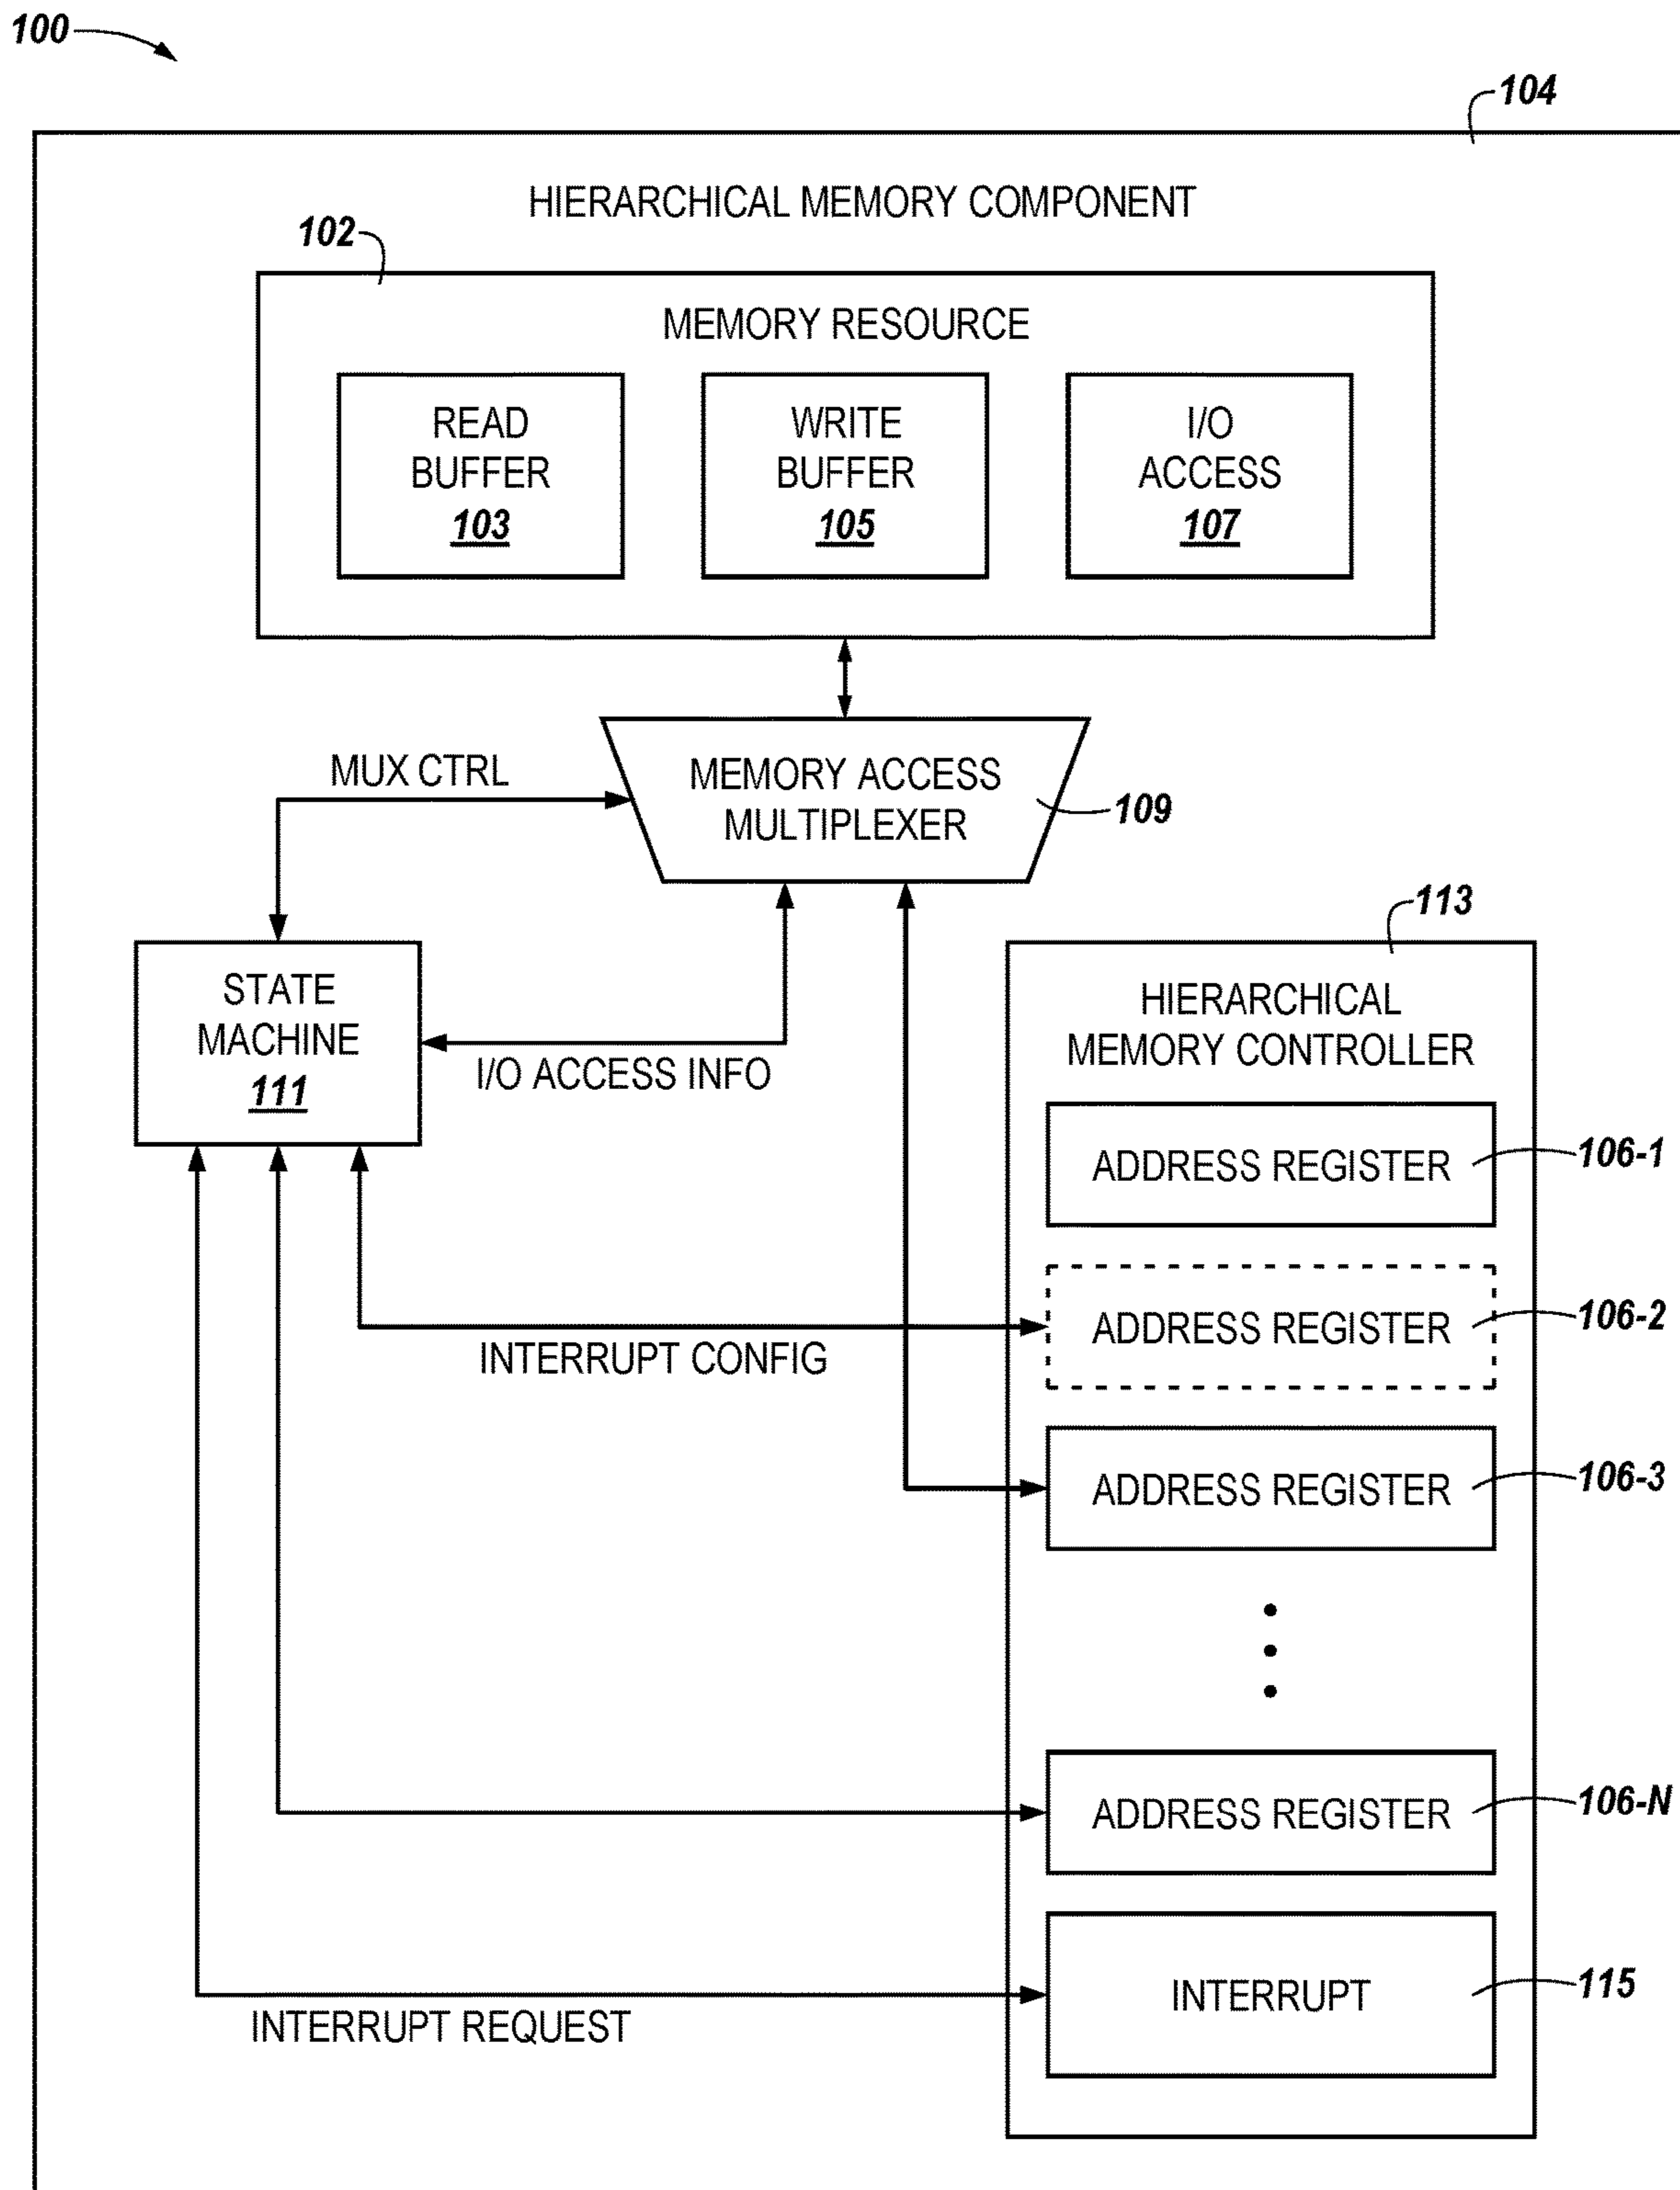 100
104
HIERARCHICAL MEMORY COMPONENT
102
MEMORY RESOURCE
READ
BUFFER
103
WRITE
BUFFER
105
I/O
ACCESS
107
MUX CTRL
MEMORY ACCESS
MULTIPLEXER
109
STATE
MACHINE
111
I/O ACCESS INFO
113
HIERARCHICAL
MEMORY CONTROLLER
ADDRESS REGISTER
106-1
ADDRESS REGISTER
106-2
INTERRUPT CONFIG
ADDRESS REGISTER
106-3
ADDRESS REGISTER
106-N
INTERRUPT
115
INTERRUPT REQUEST